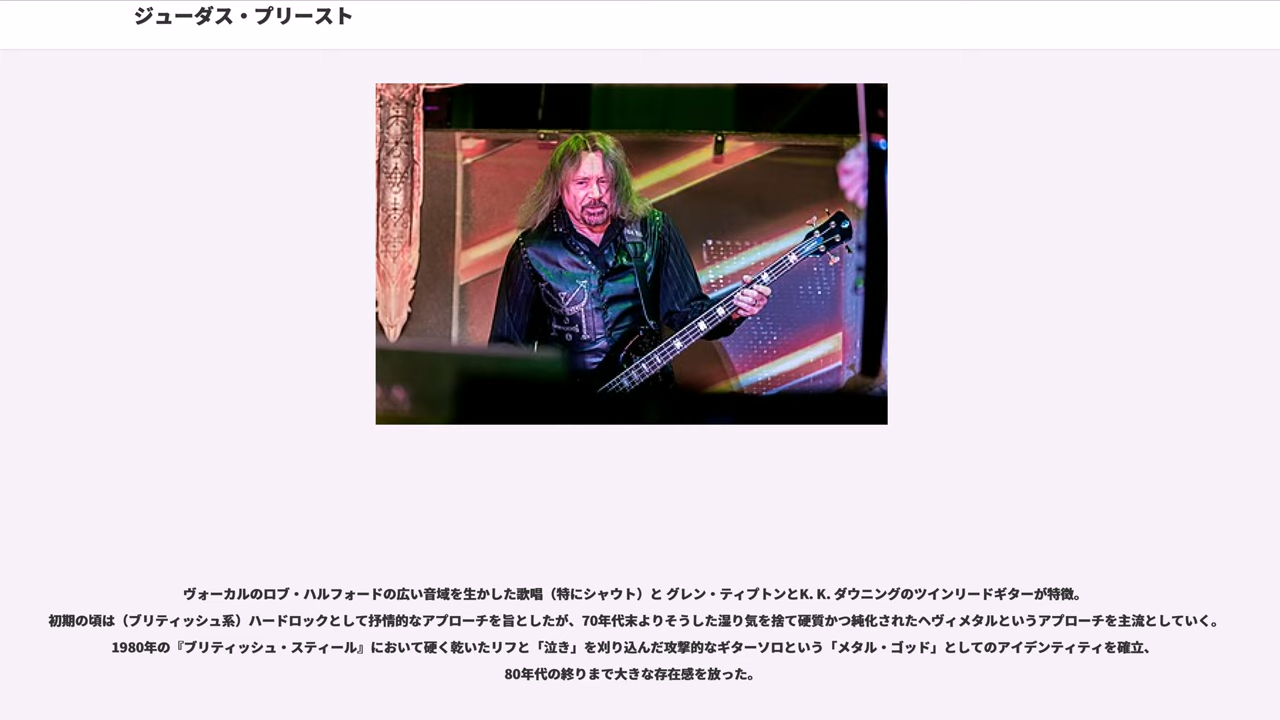 ジューダス・プリースト
ヴォーカルのロブ・ハルフォードの広い音域を生かした歌唱（特にシャウト）と グレン・ティプトンとK. K. ダウニングのツインリードギターが特徴。
初期の頃は（ブリティッシュ系）ハードロックとして抒情的なアプローチを旨としたが、70年代末よりそうした湿り気を捨て硬質かつ純化されたヘヴィメタルというアプローチを主流としていく。
1980年の『ブリティッシュ・スティール』において硬く乾いたリフと「泣き」を刈り込んだ攻撃的なギターソロという「メタル・ゴッド」としてのアイデンティティを確立、
80年代の終りまで大きな存在感を放った。